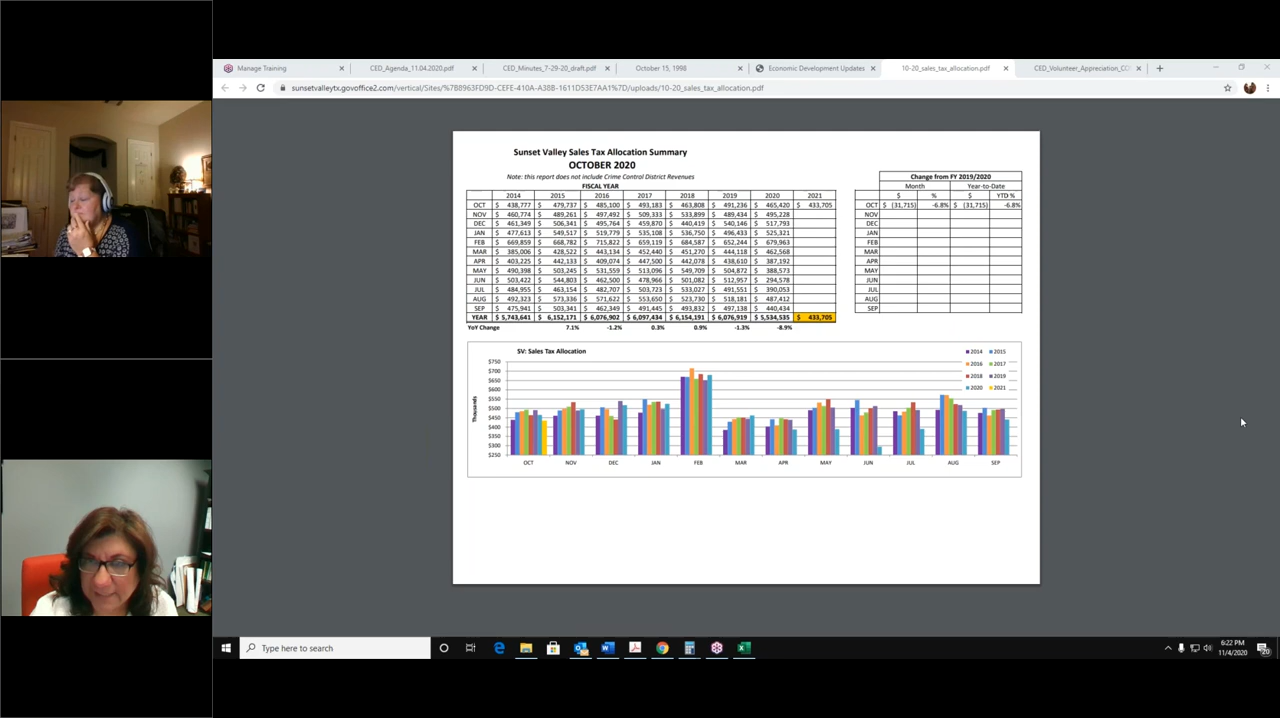 Manage Training
CED_Agenda_11.04.2020.pdf
CED_Minutes_7-29-20_draft.pdf
October 15, 1998
Economic Development Updates
10-20_sales_tax_allocation.pdf
CED_Volunteer_Appreciation_CO
sunsetvalleytx.govoffice2.com/vertical/Sites/%7B8963FD9D-CEFE-410A-A38B-1611D53E7AA1%7D/uploads/10-20_sales_tax_allocation.pdf
Sunset Valley Sales Tax Allocation Summary
OCTOBER 2020
Note: this report does not include Crime Control District Revenues
FISCAL YEAR
2014 2015 2016 2017 2018 2019 2020 2021
OCT $ 438,777 $ 479,737 $ 485,100 $ 493,183 $ 463,808 $ 491,236 $ 465,420 $ 433,705
NOV $ 460,774 $ 489,261 $ 497,492 $ 509,333 $ 533,899 $ 489,434 $ 495,228
DEC $ 461,349 $ 506,341 $ 495,764 $ 459,870 $ 440,419 $ 540,146 $ 517,793
JAN $ 477,613 $ 549,517 $ 519,779 $ 535,108 $ 536,750 $ 496,433 $ 525,321
FEB $ 669,859 $ 668,782 $ 715,822 $ 659,119 $ 684,587 $ 652,244 $ 679,963
MAR $ 385,006 $ 428,522 $ 443,134 $ 452,440 $ 451,270 $ 444,118 $ 462,568
APR $ 403,225 $ 442,133 $ 409,074 $ 447,500 $ 442,078 $ 438,610 $ 387,192
MAY $ 490,398 $ 503,245 $ 531,559 $ 513,096 $ 549,709 $ 504,872 $ 388,573
JUN $ 503,422 $ 544,803 $ 462,500 $ 478,966 $ 501,082 $ 512,957 $ 294,578
JUL $ 484,955 $ 463,154 $ 482,707 $ 503,723 $ 533,027 $ 491,551 $ 390,053
AUG $ 492,323 $ 573,336 $ 571,622 $ 553,650 $ 523,730 $ 518,181 $ 487,412
SEP $ 475,941 $ 503,341 $ 462,349 $ 491,445 $ 493,832 $ 497,138 $ 440,434
YEAR $ 5,743,641 $ 6,152,171 $ 6,076,902 $ 6,097,434 $ 6,154,191 $ 6,076,919 $ 5,534,535 $ 433,705
YoY Change 7.1% -1.2% 0.3% 0.9% -1.3% -8.9%
Change from FY 2019/2020
Month Year-to-Date
$ % $ YTD %
OCT $ (31,715) -6.8% $ (31,715) -6.8%
NOV
DEC
JAN
FEB
MAR
APR
MAY
JUN
JUL
AUG
SEP
SV: Sales Tax Allocation
2014 2015
2016 2017
2018 2019
2020 2021
Thousands
$750
$700
$650
$600
$550
$500
$450
$400
$350
$300
$250
OCT NOV DEC JAN FEB MAR APR MAY JUN JUL AUG SEP
Type here to search
6:22 PM
11/4/2020
20